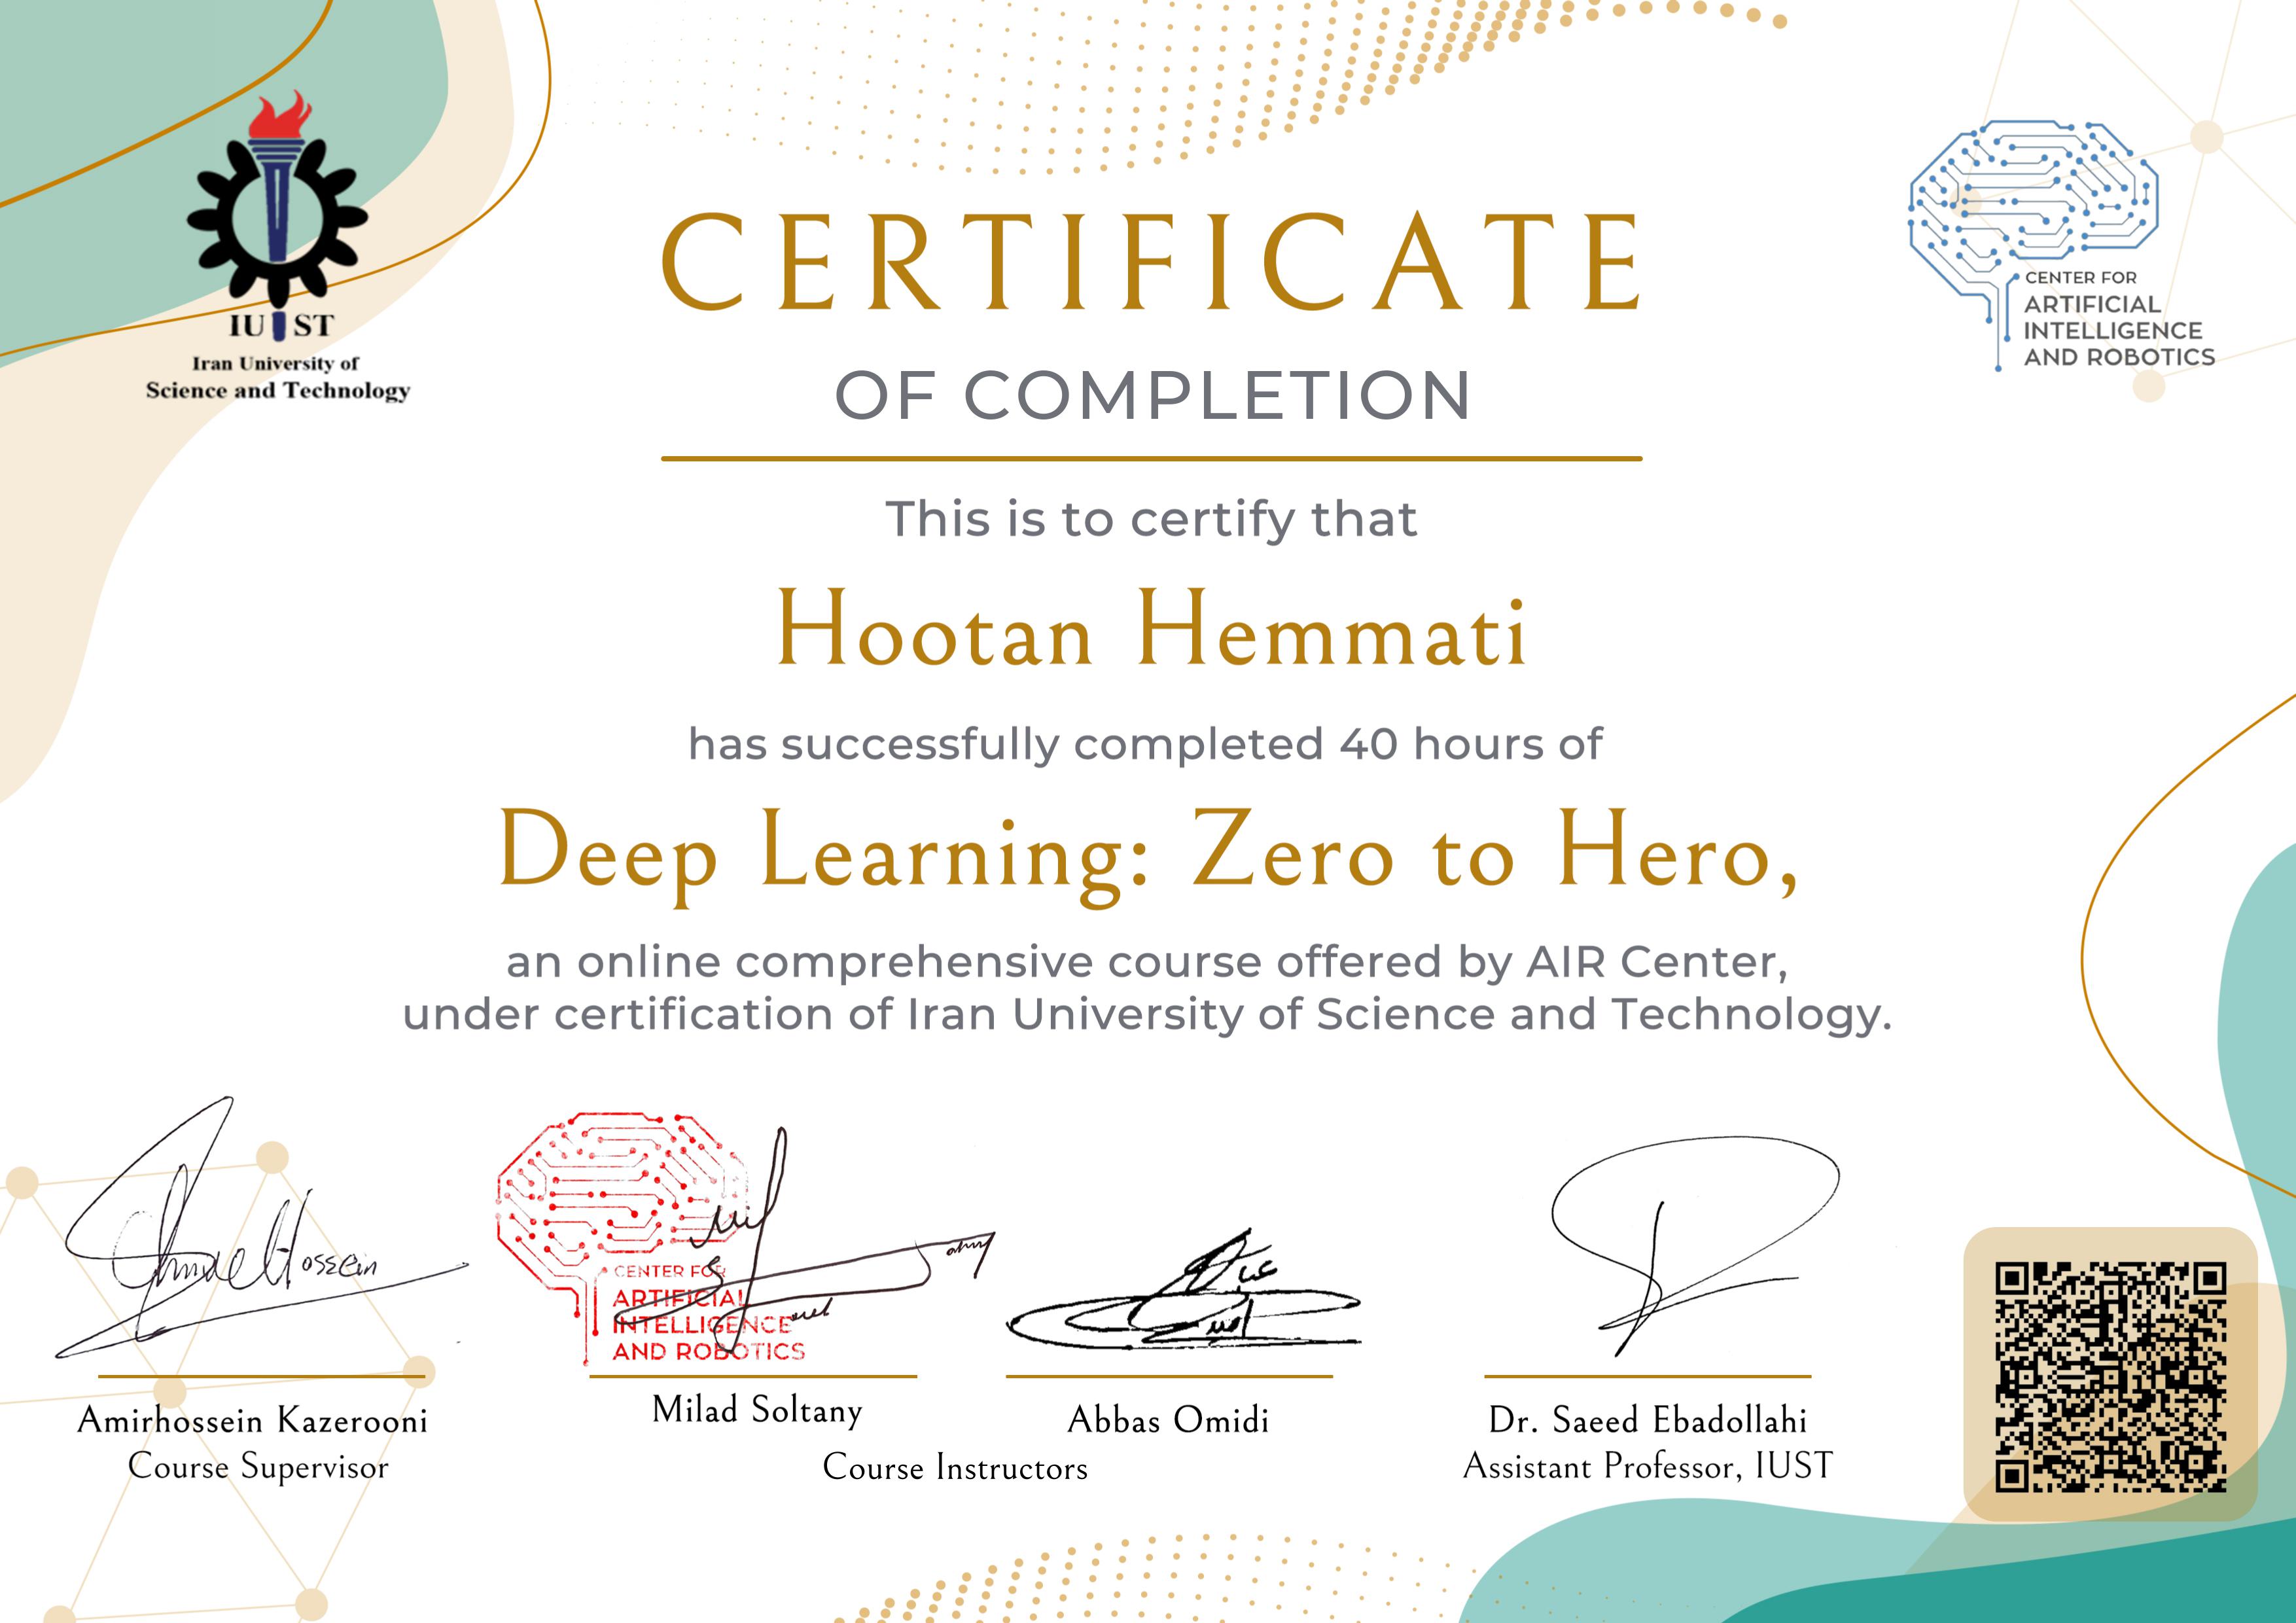 IUST
Iran University of
Science and Technology
CENTER FOR
ARTIFICIAL
INTELLIGENCE
AND ROBOTICS
CERTIFICATE
OF COMPLETION
This is to certify that
Hootan Hemmati
has successfully completed 40 hours of
Deep Learning: Zero to Hero,
an online comprehensive course offered by AIR Center,
under certification of Iran University of Science and Technology.
CENTER FOR
ARTIFICIAL
INTELLIGENCE
AND ROBOTICS
Amirhossein Kazerooni
Course Supervisor
Milad Soltany
Abbas Omidi
Course Instructors
Dr. Saeed Ebadollahi
Assistant Professor, IUST